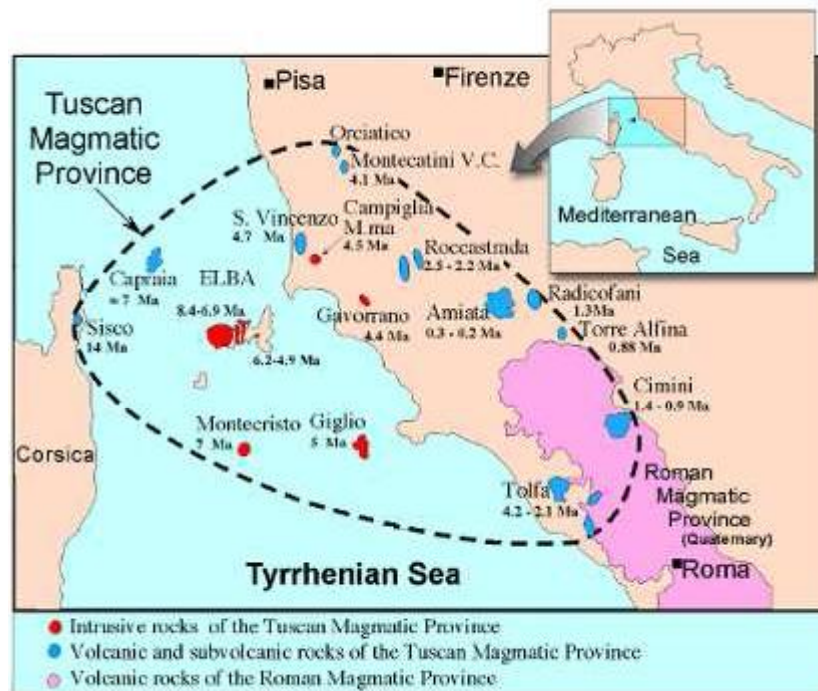 Pisa
Firenze
Tuscan
Magmatic
Province
Orciatico
Montecatini V.C.
4.1 Ma
S. Vincenzo
4.7 Ma
Campiglia
M.ma
4.5 Ma
Roccastrada
2.5 - 2.2 Ma
Capraia
≈ 7 Ma
ELBA
8.4-6.9 Ma
6.2-4.9 Ma
Gavorrano
4.4 Ma
Amiata
0.3 - 0.2 Ma
Radicofani
1.3Ma
Torre Alfina
0.88 Ma
Sisco
14 Ma
Cimini
1.4 - 0.9 Ma
Montecristo
7 Ma
Giglio
5 Ma
Corsica
Tolfa
4.2 - 2.1 Ma
Roman
Magmatic
Province
(Quaternary)
Roma
Tyrrhenian Sea
Mediterranean
Sea
Intrusive rocks of the Tuscan Magmatic Province
Volcanic and subvolcanic rocks of the Tuscan Magmatic Province
Volcanic rocks of the Roman Magmatic Province